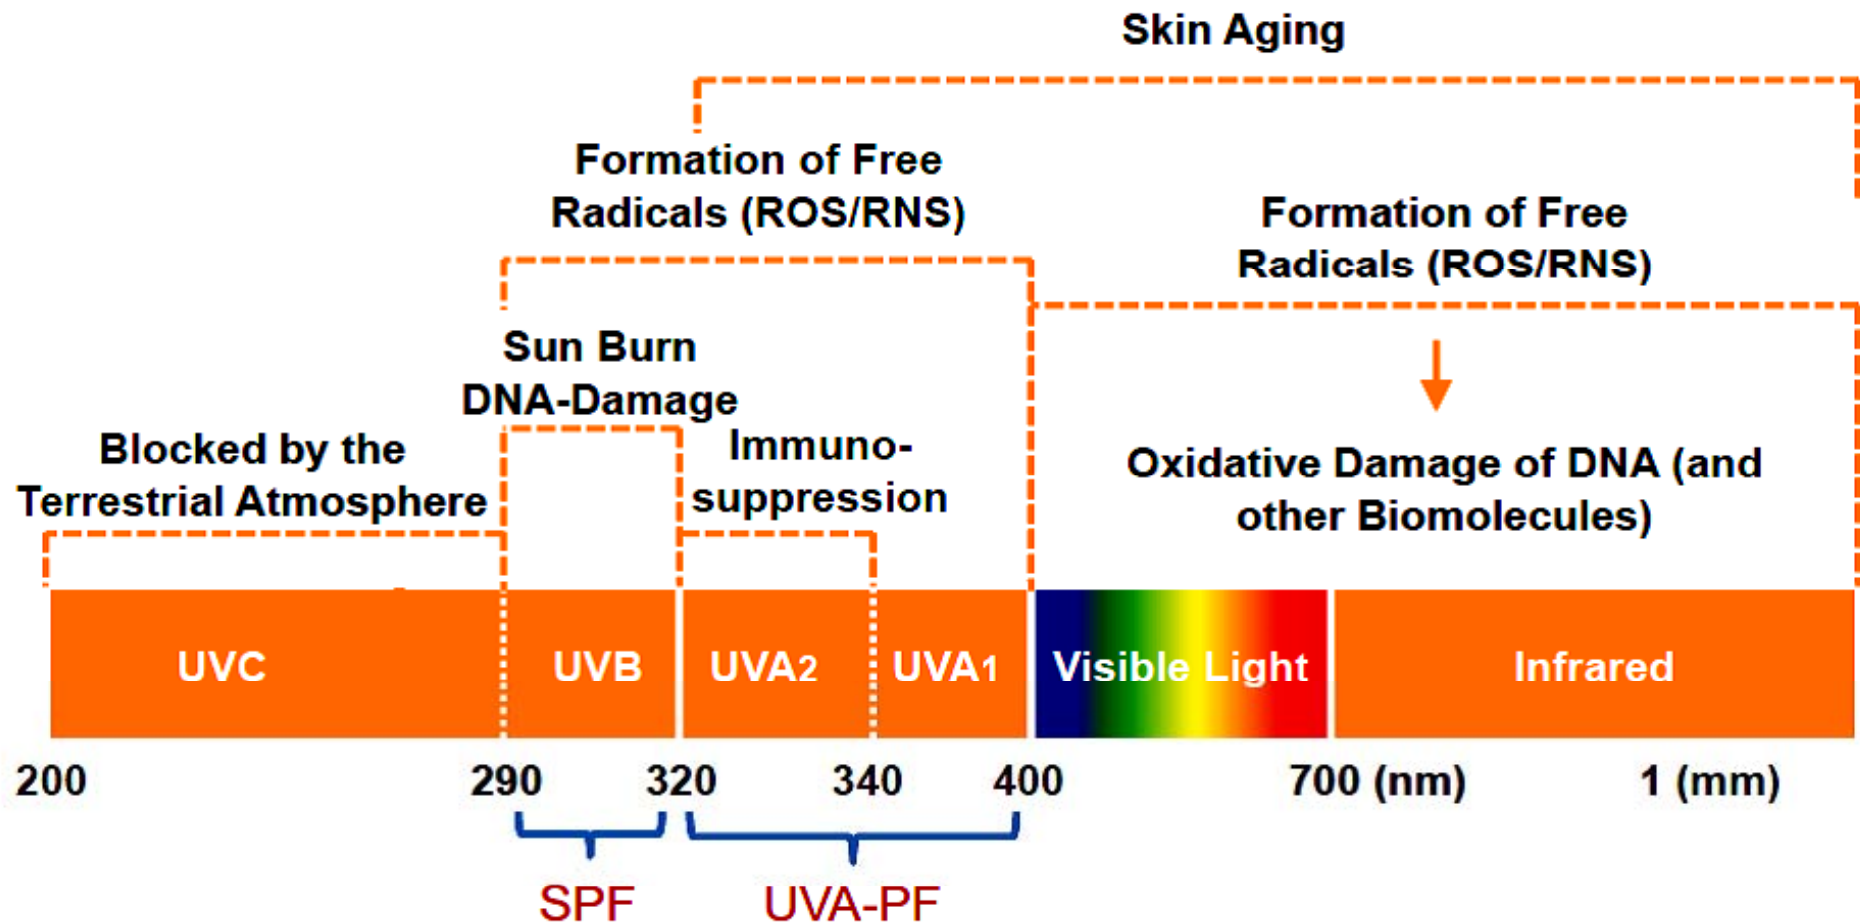 Skin Aging
Formation of Free
Radicals (ROS/RNS)
Formation of Free
Radicals (ROS/RNS)
Sun Burn
DNA-Damage
Blocked by the
Terrestrial Atmosphere
Immuno-
suppression
Oxidative Damage of DNA (and
other Biomolecules)
UVC UVB UVA2 UVA1 Visible Light Infrared
200 290 320 340 400 700 (nm) 1 (mm)
SPF UVA-PF